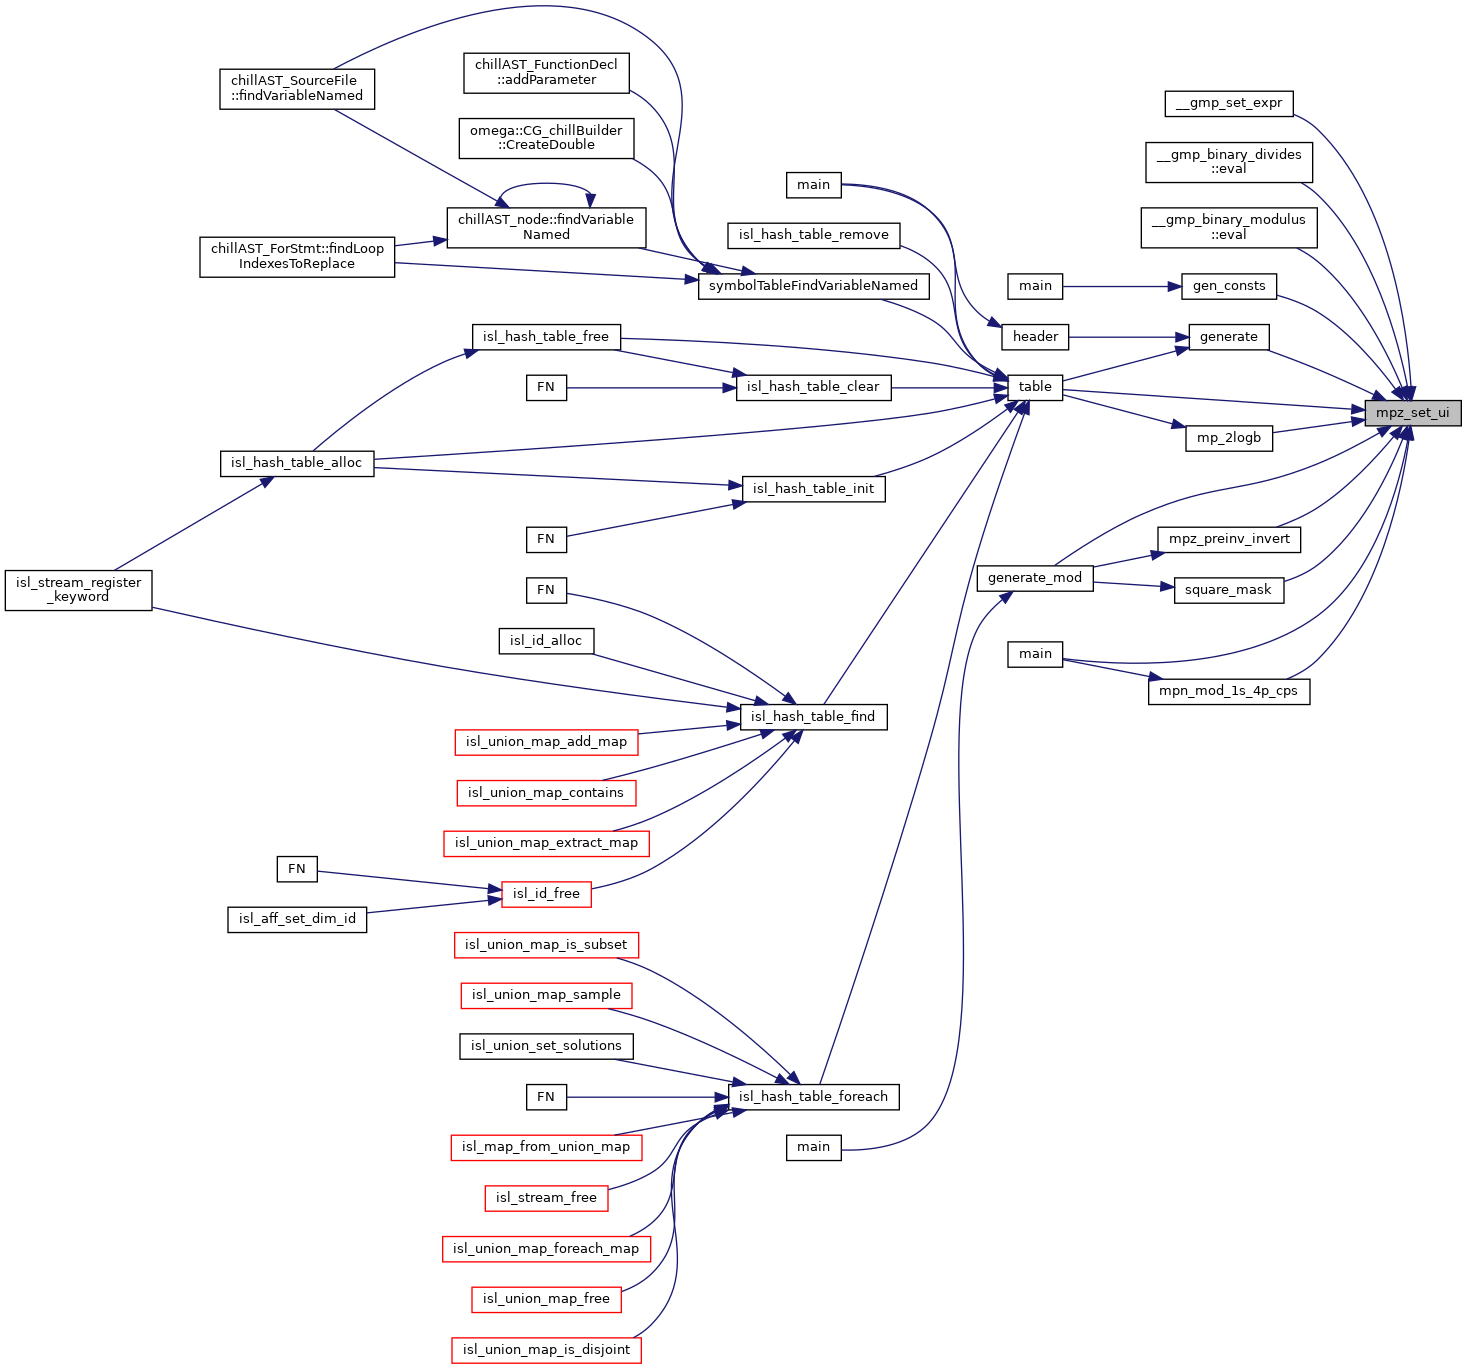 chillAST_SourceFile
::findVariableNamed
chillAST_FunctionDecl
::addParameter
omega::CG_chillBuilder
::CreateDouble
chillAST_node::findVariable
Named
chillAST_ForStmt::findLoop
IndexesToReplace
main
isl_hash_table_remove
symbolTableFindVariableNamed
__gmp_set_expr
__gmp_binary_divides
::eval
__gmp_binary_modulus
::eval
main
gen_consts
header
generate
isl_hash_table_free
FN
isl_hash_table_clear
table
mpz_set_ui
mp_2logb
isl_hash_table_alloc
isl_hash_table_init
FN
mpz_preinv_invert
generate_mod
square_mask
isl_stream_register
_keyword
FN
isl_id_alloc
main
mpn_mod_1s_4p_cps
isl_hash_table_find
isl_union_map_add_map
isl_union_map_contains
isl_union_map_extract_map
FN
isl_id_free
isl_aff_set_dim_id
isl_union_map_is_subset
isl_union_map_sample
isl_union_set_solutions
FN
isl_hash_table_foreach
isl_map_from_union_map
main
isl_stream_free
isl_union_map_foreach_map
isl_union_map_free
isl_union_map_is_disjoint